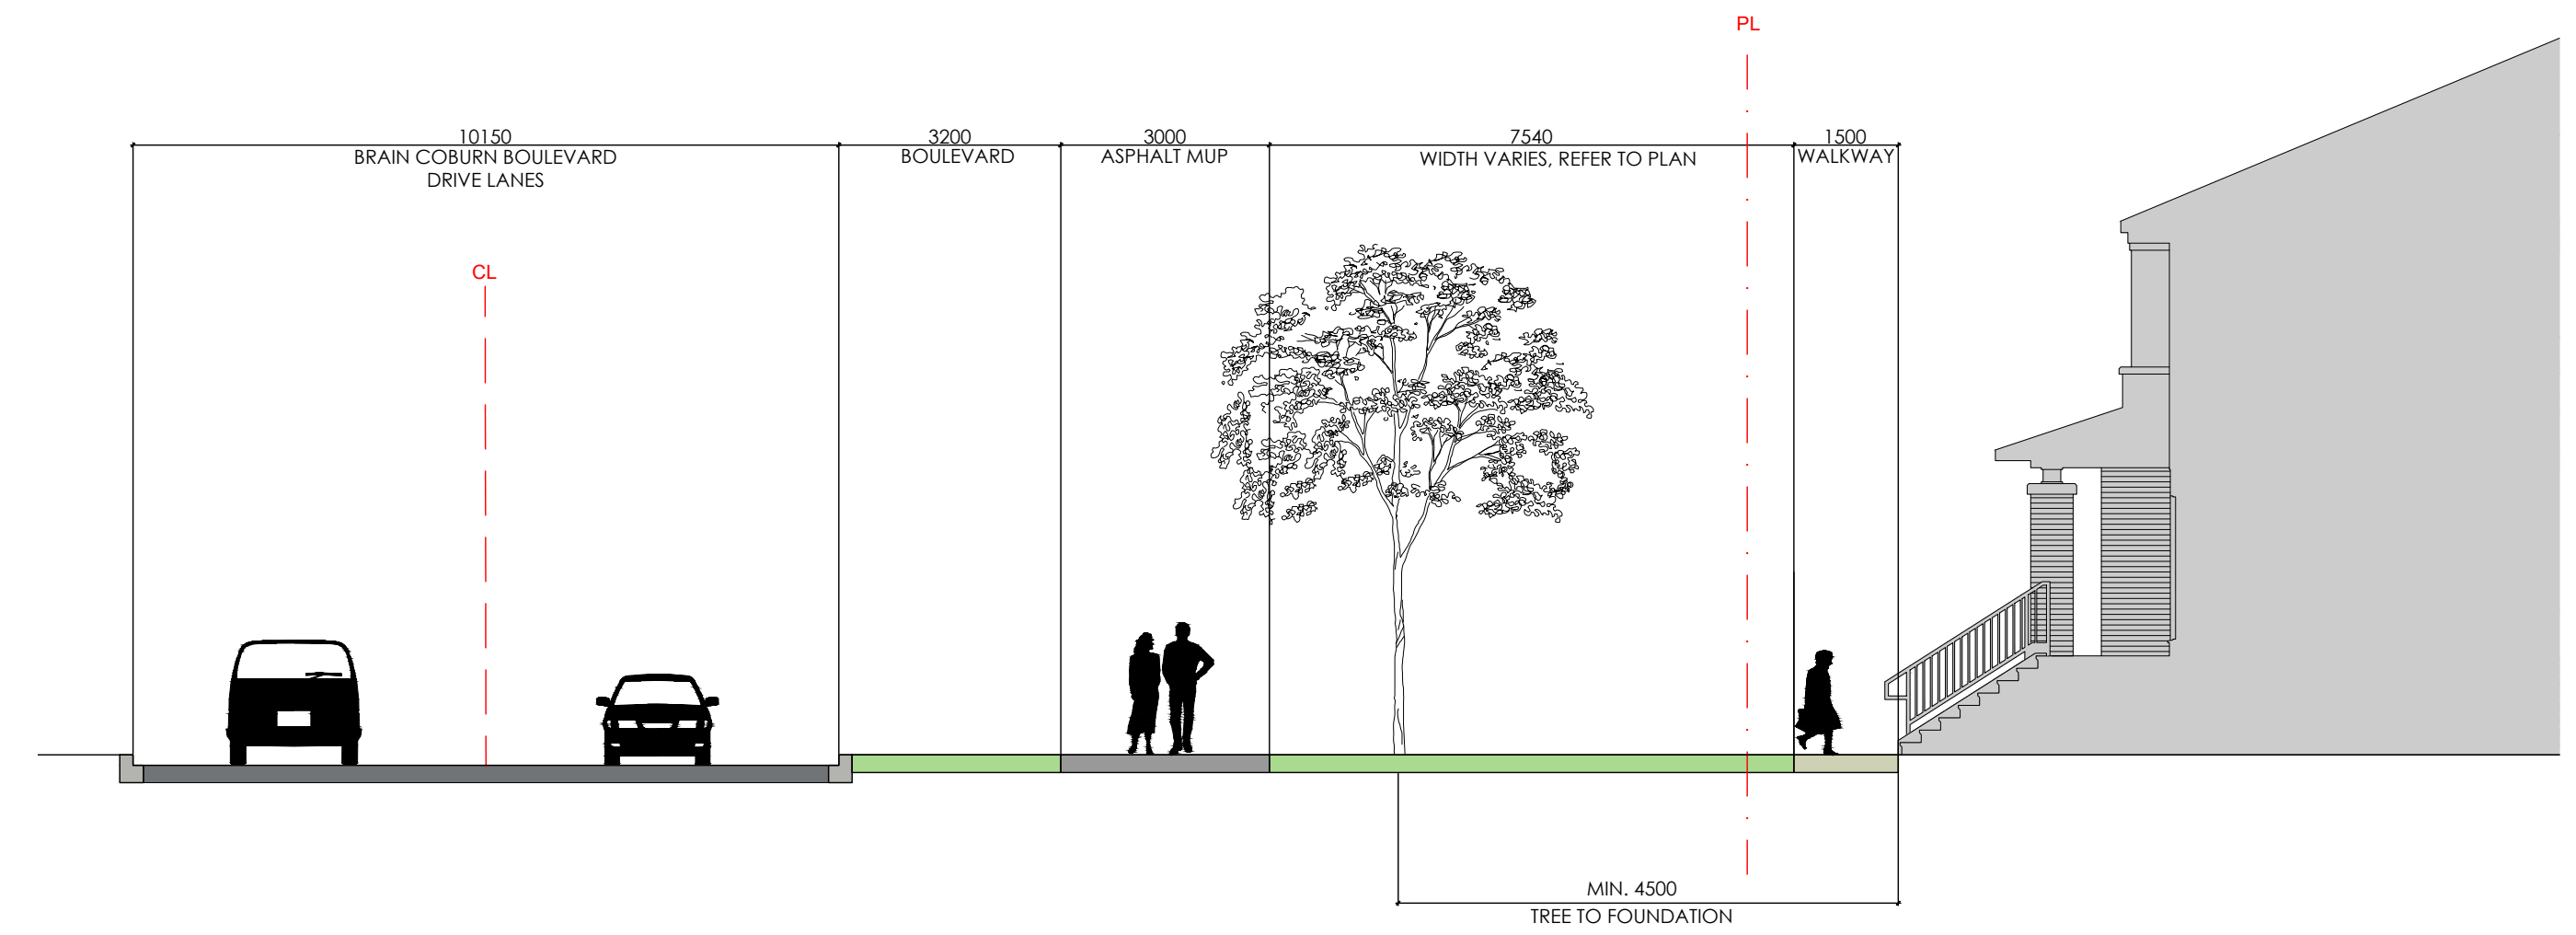 PL
10150
BRAIN COBURN BOULEVARD
DRIVE LANES
3200
BOULEVARD
3000
ASPHALT MUP
7540
WIDTH VARIES, REFER TO PLAN
1500
WALKWAY
CL
MIN. 4500
TREE TO FOUNDATION